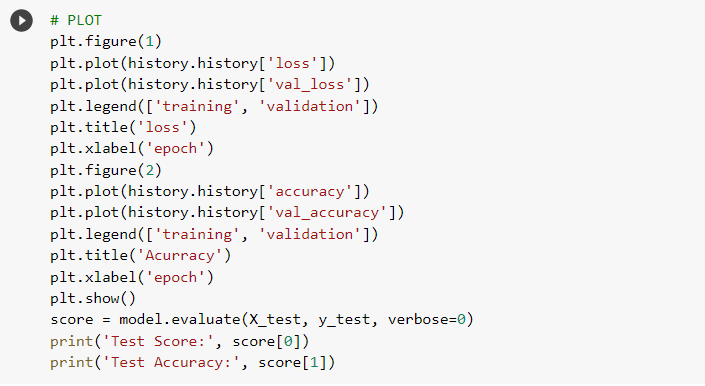 # PLOT
plt.figure(1)
plt.plot(history.history['loss'])
plt.plot(history.history['val_loss'])
plt.legend(['training', 'validation'])
plt.title('loss')
plt.xlabel('epoch')
plt.figure(2)
plt.plot(history.history['accuracy'])
plt.plot(history.history['val_accuracy'])
plt.legend(['training', 'validation'])
plt.title('Acurracy')
plt.xlabel('epoch')
plt.show()
score = model.evaluate(X_test, y_test, verbose=0)
print('Test Score:', score[0])
print('Test Accuracy:', score[1])